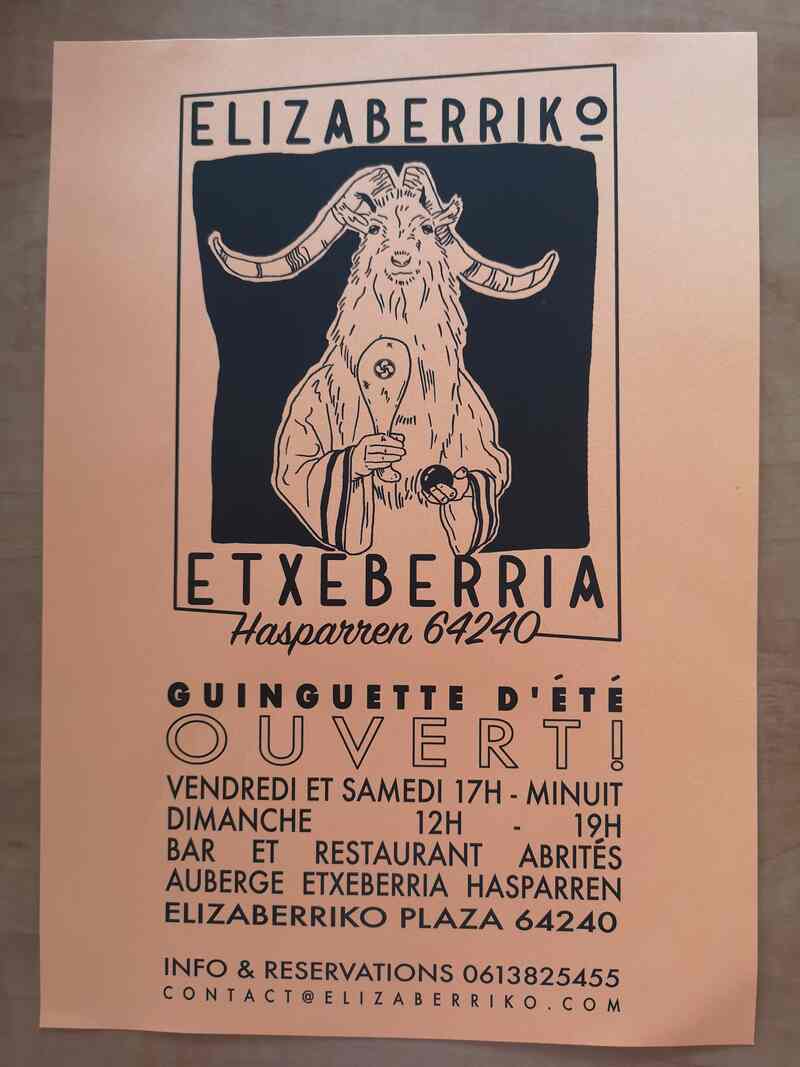 ELIZABERRIKO
ETXEBERRIA
Hasparren 64240
GUINGUETTE D'ÉTÉ
OUVERT!
VENDREDI ET SAMEDI 17H - MINUIT
DIMANCHE 12H - 19H
BAR ET RESTAURANT ABRITÉS
AUBERGE ETXEBERRIA HASPARREN
ELIZABERRIKO PLAZA 64240
INFO & RESERVATIONS 0613825455
CONTACT@ELIZABERRIKO.COM